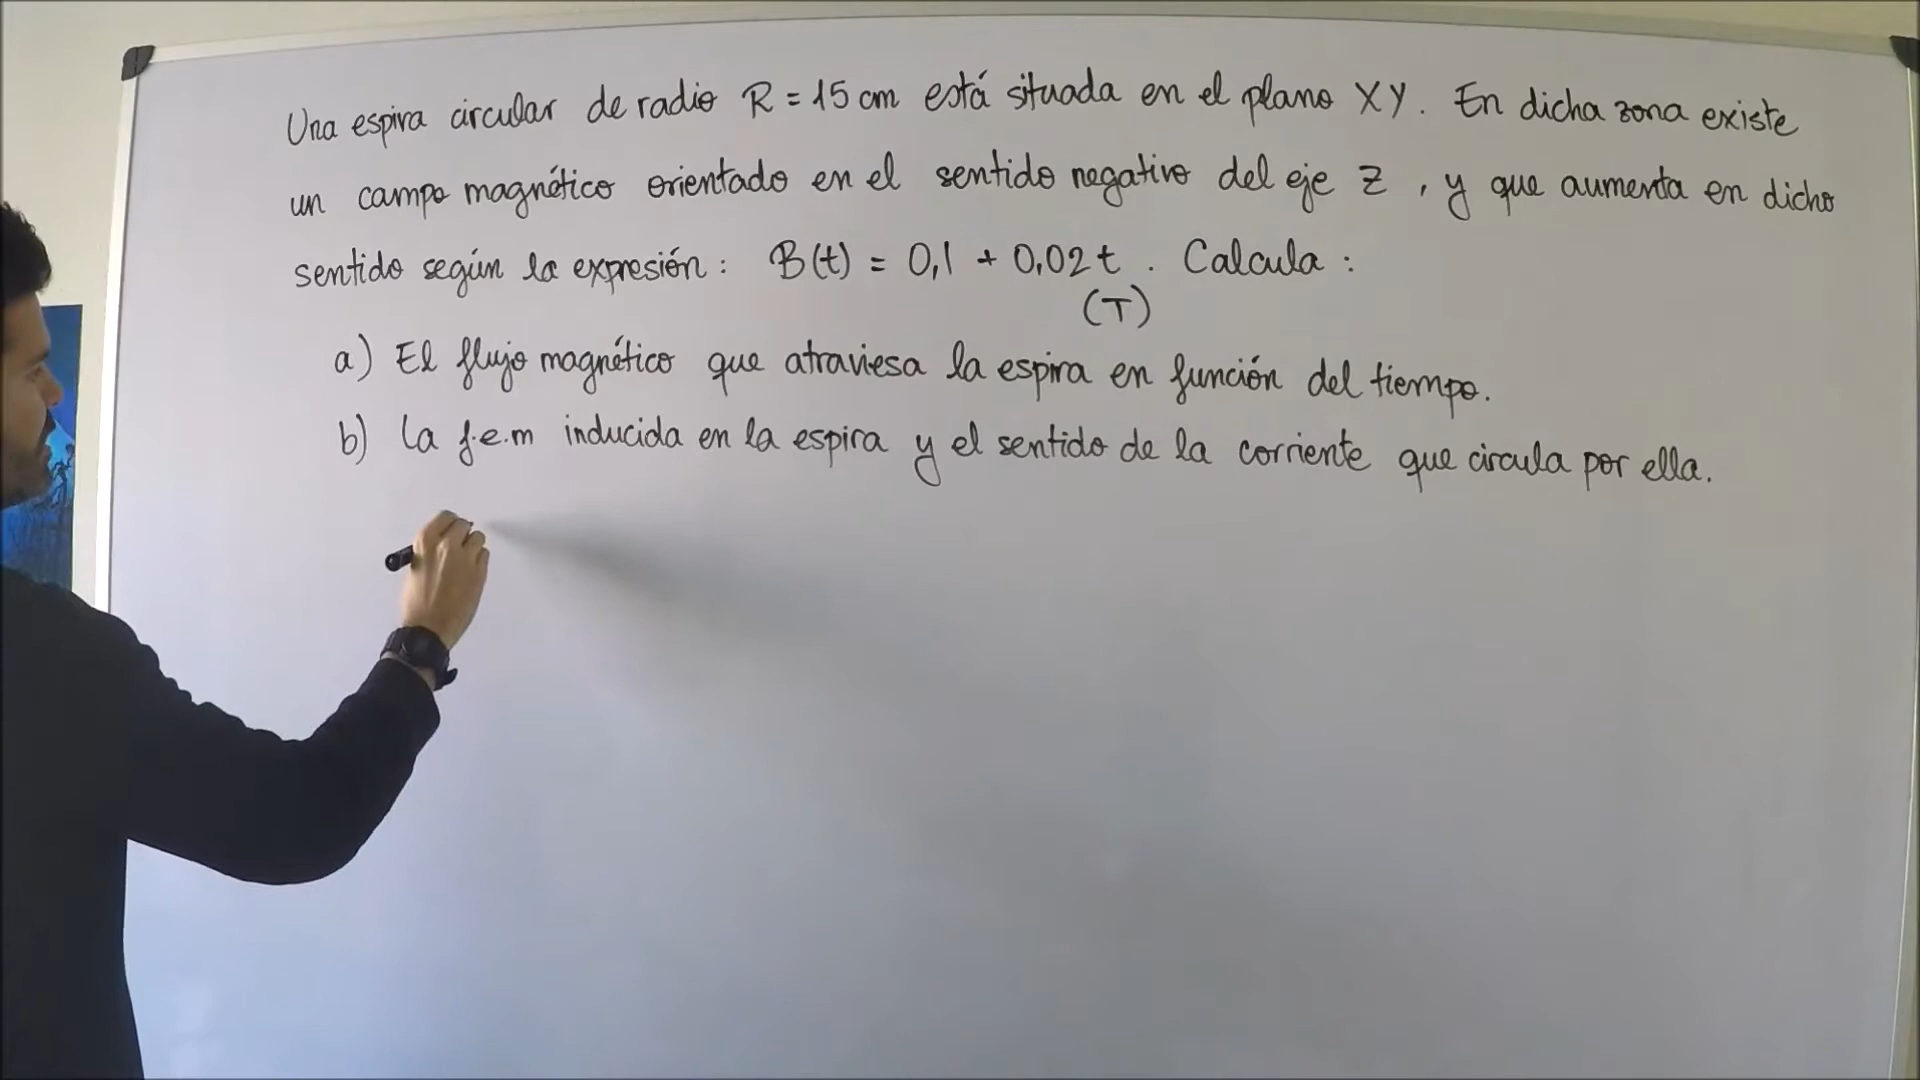 Una espira circular de radio R = 15 cm está situada en el plano XY. En dicha zona existe
un campo magnético orientado en el sentido negativo del eje Z, y que aumenta en dicho
sentido según la expresión: B(t) = 0,1 + 0,02t. Calcula:
(T)
a) El flujo magnético que atraviesa la espira en función del tiempo.
b) La f.e.m inducida en la espira y el sentido de la corriente que circula por ella.